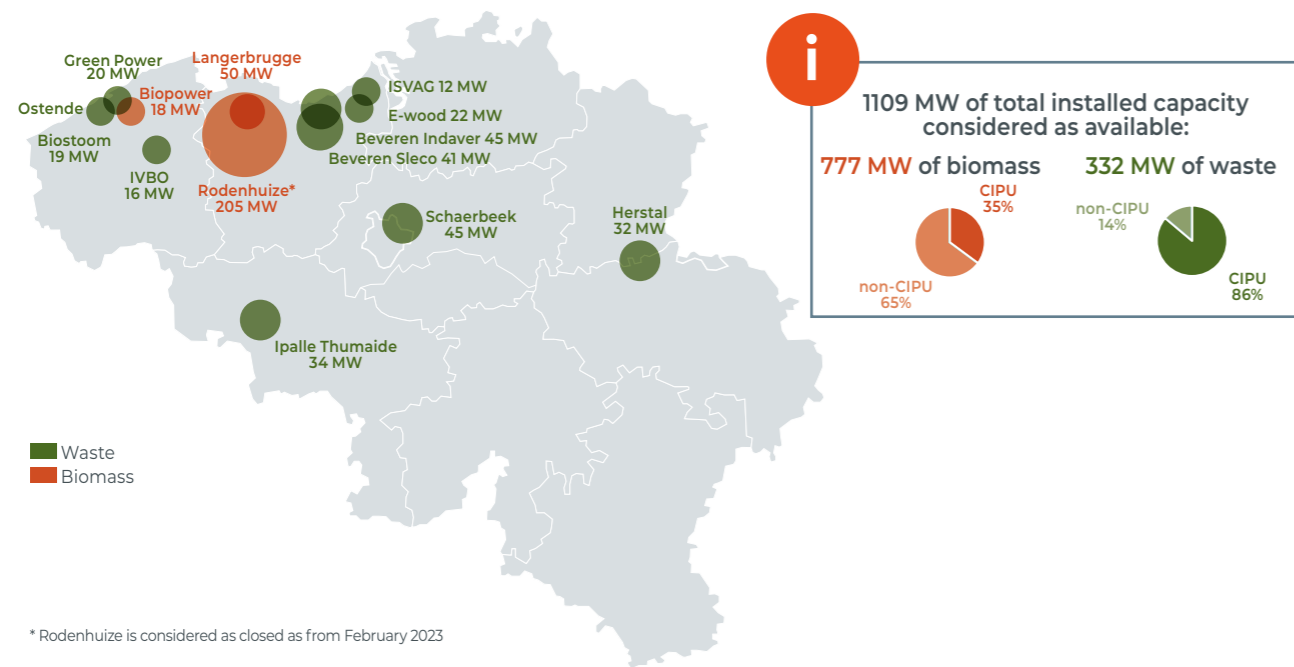 Green Power
20 MW
Langerbrugge
50 MW
Biopower
18 MW
Ostende
Biostoom
19 MW
IVBO
16 MW
Rodenhuize*
205 MW
ISVAG 12 MW
E-wood 22 MW
Beveren Indaver 45 MW
Beveren Sleco 41 MW
Schaerbeek
45 MW
Herstal
32 MW
Ipalle Thumaide
34 MW
Waste
Biomass
* Rodenhuize is considered as closed as from February 2023
i
1109 MW of total installed capacity
considered as available:
777 MW of biomass
CIPU
35%
non-CIPU
65%
332 MW of waste
non-CIPU
14%
CIPU
86%